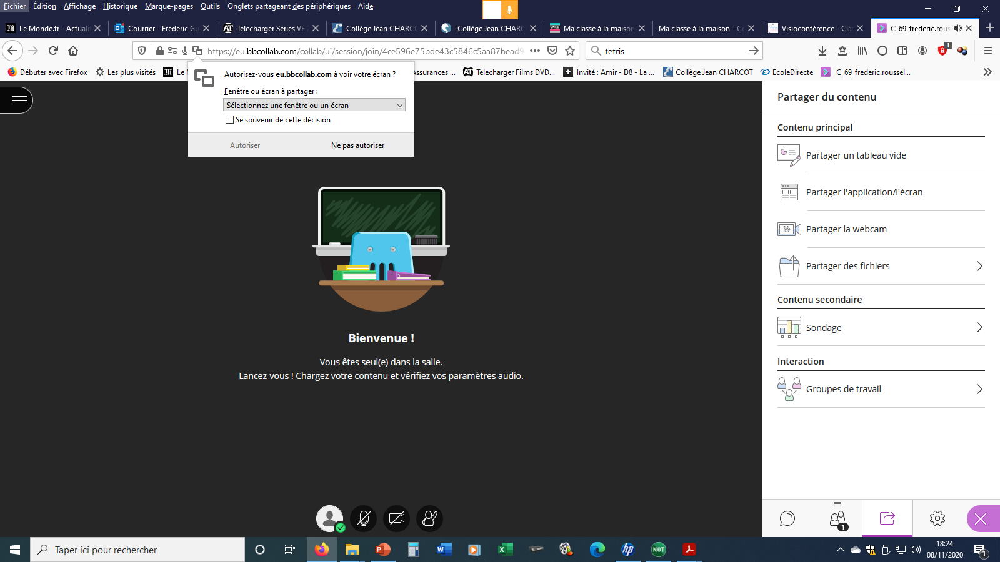 Fichier Édition Affichage Historique Marque-pages Outils Onglets partageant des périphériques Aide
Le Monde.fr - Actuali
Courrier - Frederic Gu
Telecharger Séries VF
Collège Jean CHARC
[Collège Jean CHARC
Ma classe à la maison
Ma classe à la maison - Co
Visioconférence - Cla
C_69_frederic.rous
https://eu.bbcollab.com/collab/ui/session/join/4ce596e75bde43c5846c5aa87bead9
tetris
1
Débuter avec Firefox
Les plus visités
Le M
ssurances ...
Telecharger Films DVD...
Invité : Amir - D8 - La ...
Collège Jean CHARCOT
EcoleDirecte
C_69_frederic.roussel...
Autorisez-vous eu.bbcollab.com à voir votre écran ?
Fenêtre ou écran à partager :
Sélectionnez une fenêtre ou un écran
Se souvenir de cette décision
Autoriser
Ne pas autoriser
Bienvenue !
Vous êtes seul(e) dans la salle.
Lancez-vous ! Chargez votre contenu et vérifiez vos paramètres audio.
Partager du contenu
Contenu principal
Partager un tableau vide
Partager l'application/l'écran
Partager la webcam
Partager des fichiers
Contenu secondaire
Sondage
Interaction
Groupes de travail
1
Taper ici pour rechercher
NOT
18:24
08/11/2020
1